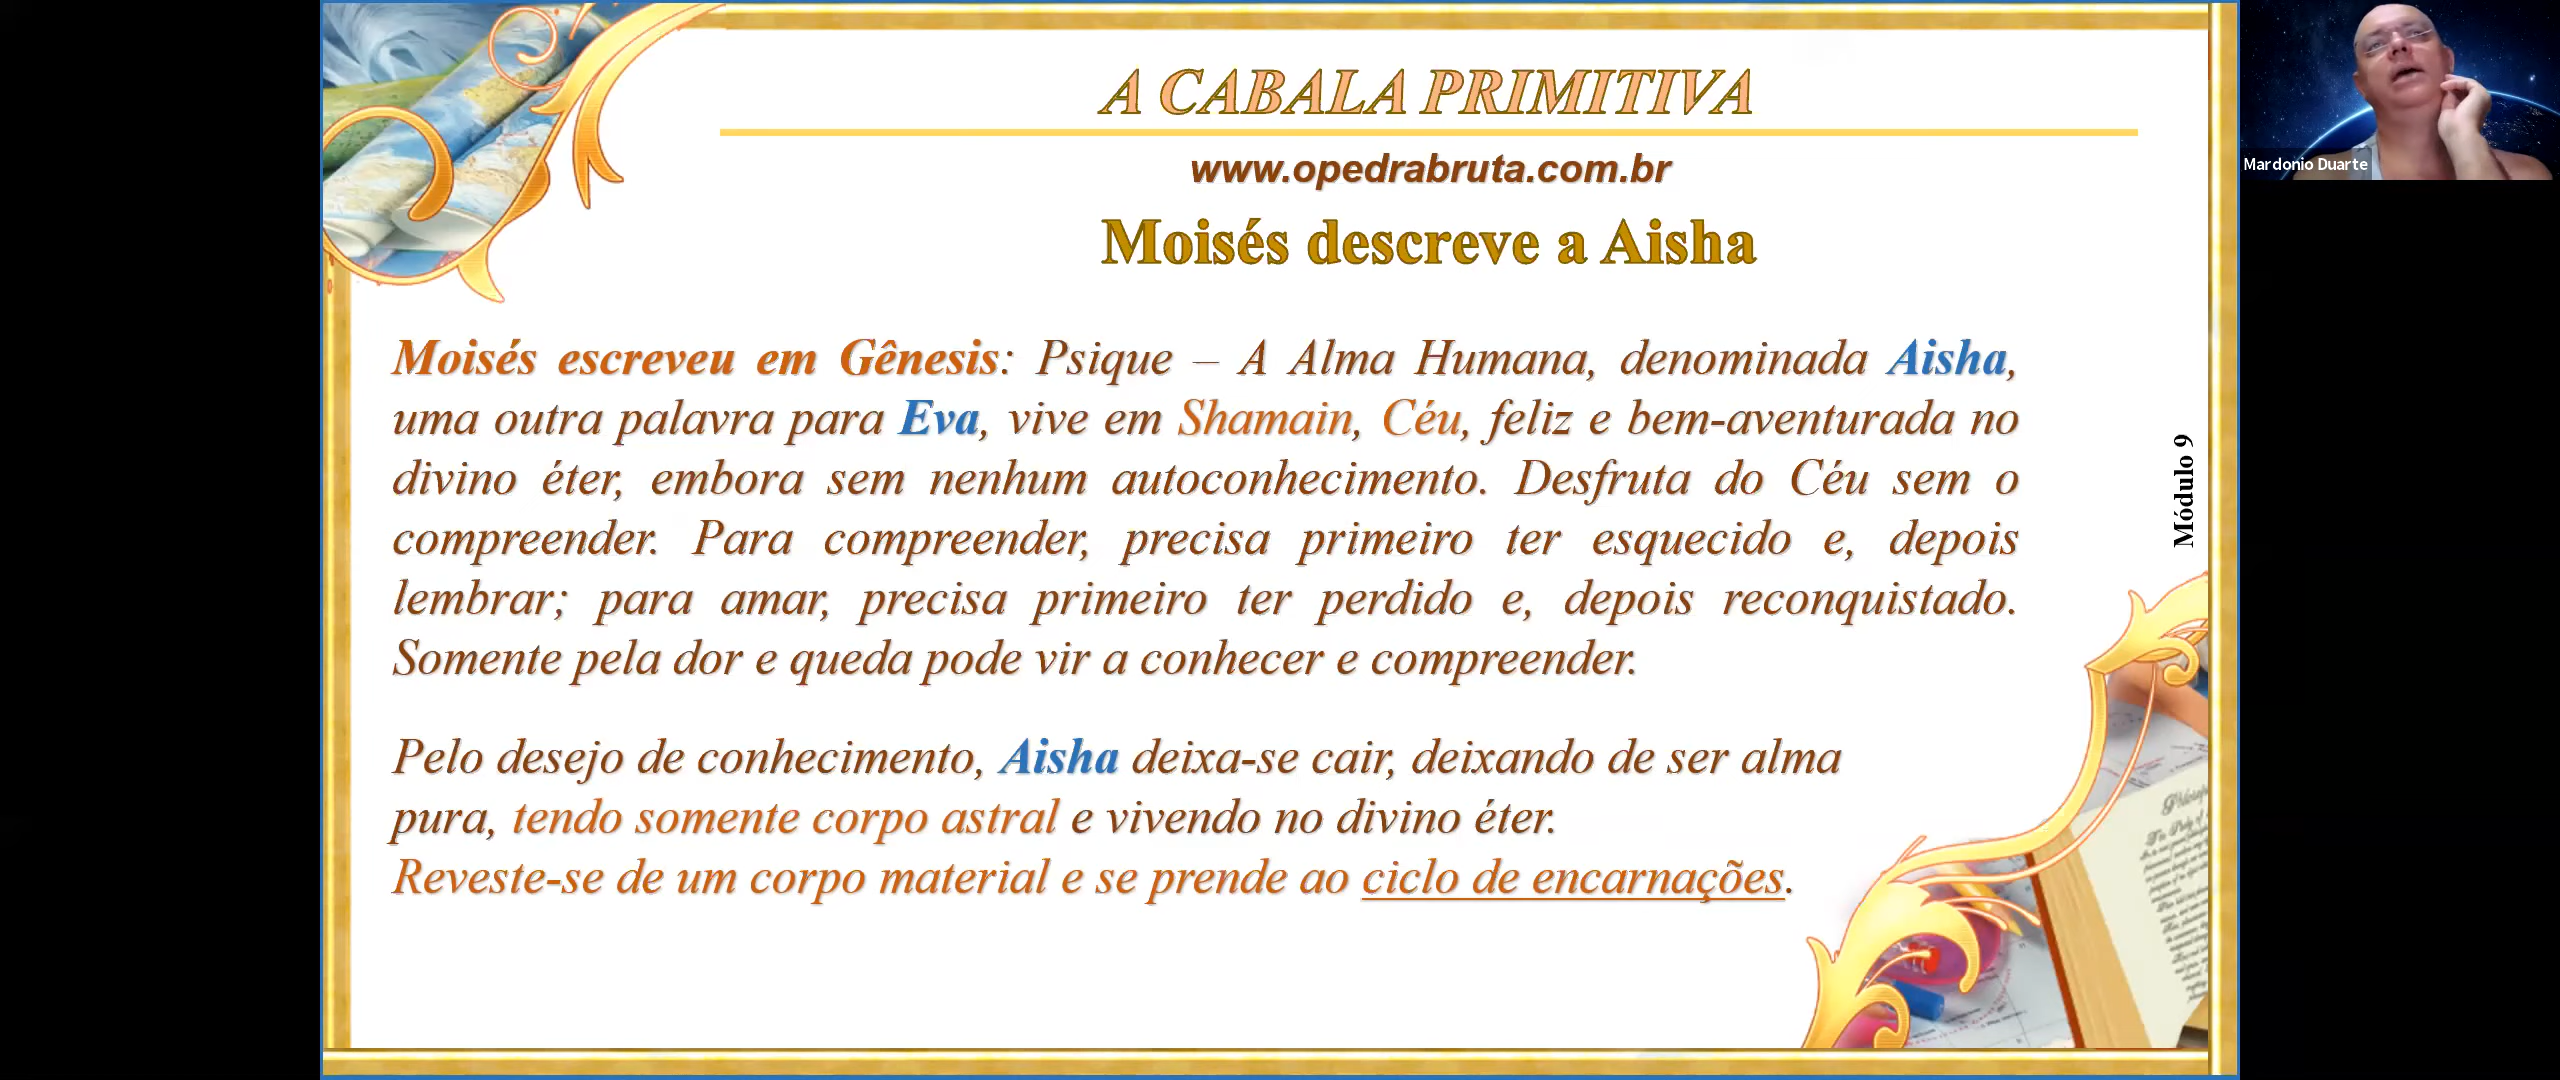 A CABALA PRIMITIVA
www.opedrabruta.com.br
Moisés descreve a Aisha
Moisés escreveu em Gênesis: Psique – A Alma Humana, denominada Aisha,
uma outra palavra para Eva, vive em Shamain, Céu, feliz e bem-aventurada no
divino éter, embora sem nenhum autoconhecimento. Desfruta do Céu sem o
compreender. Para compreender, precisa primeiro ter esquecido e, depois
lembrar; para amar, precisa primeiro ter perdido e, depois reconquistado.
Somente pela dor e queda pode vir a conhecer e compreender.
Pelo desejo de conhecimento, Aisha deixa-se cair, deixando de ser alma
pura, tendo somente corpo astral e vivendo no divino éter.
Reveste-se de um corpo material e se prende ao ciclo de encarnações.
Módulo 9
Mardonio Duarte